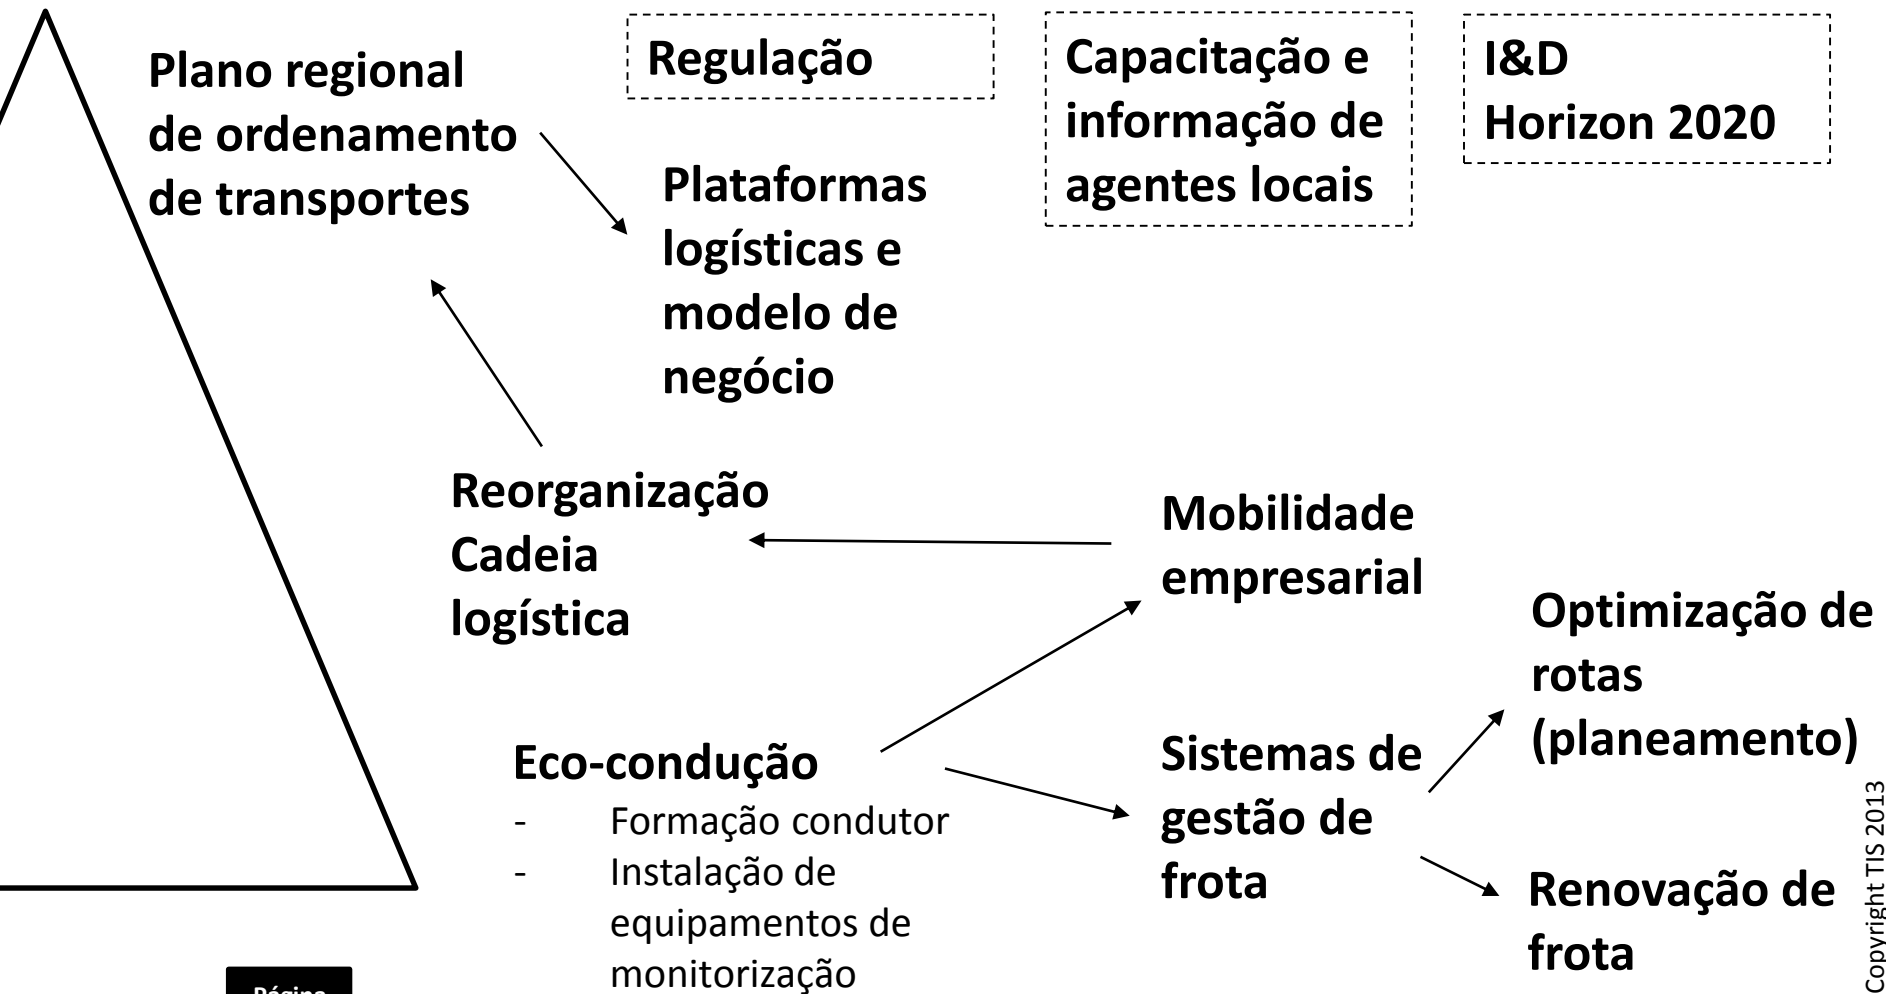 Plano regional
de ordenamento
de transportes
Regulação
Capacitação e
informação de
agentes locais
I&D
Horizon 2020
Plataformas
logísticas e
modelo de
negócio
Reorganização
Cadeia
logística
Mobilidade
empresarial
Optimização de
rotas
(planeamento)
Eco-condução
- Formação condutor
- Instalação de
equipamentos de
monitorização
Sistemas de
gestão de
frota
Renovação de
frota
Copyright TIS 2013
Página